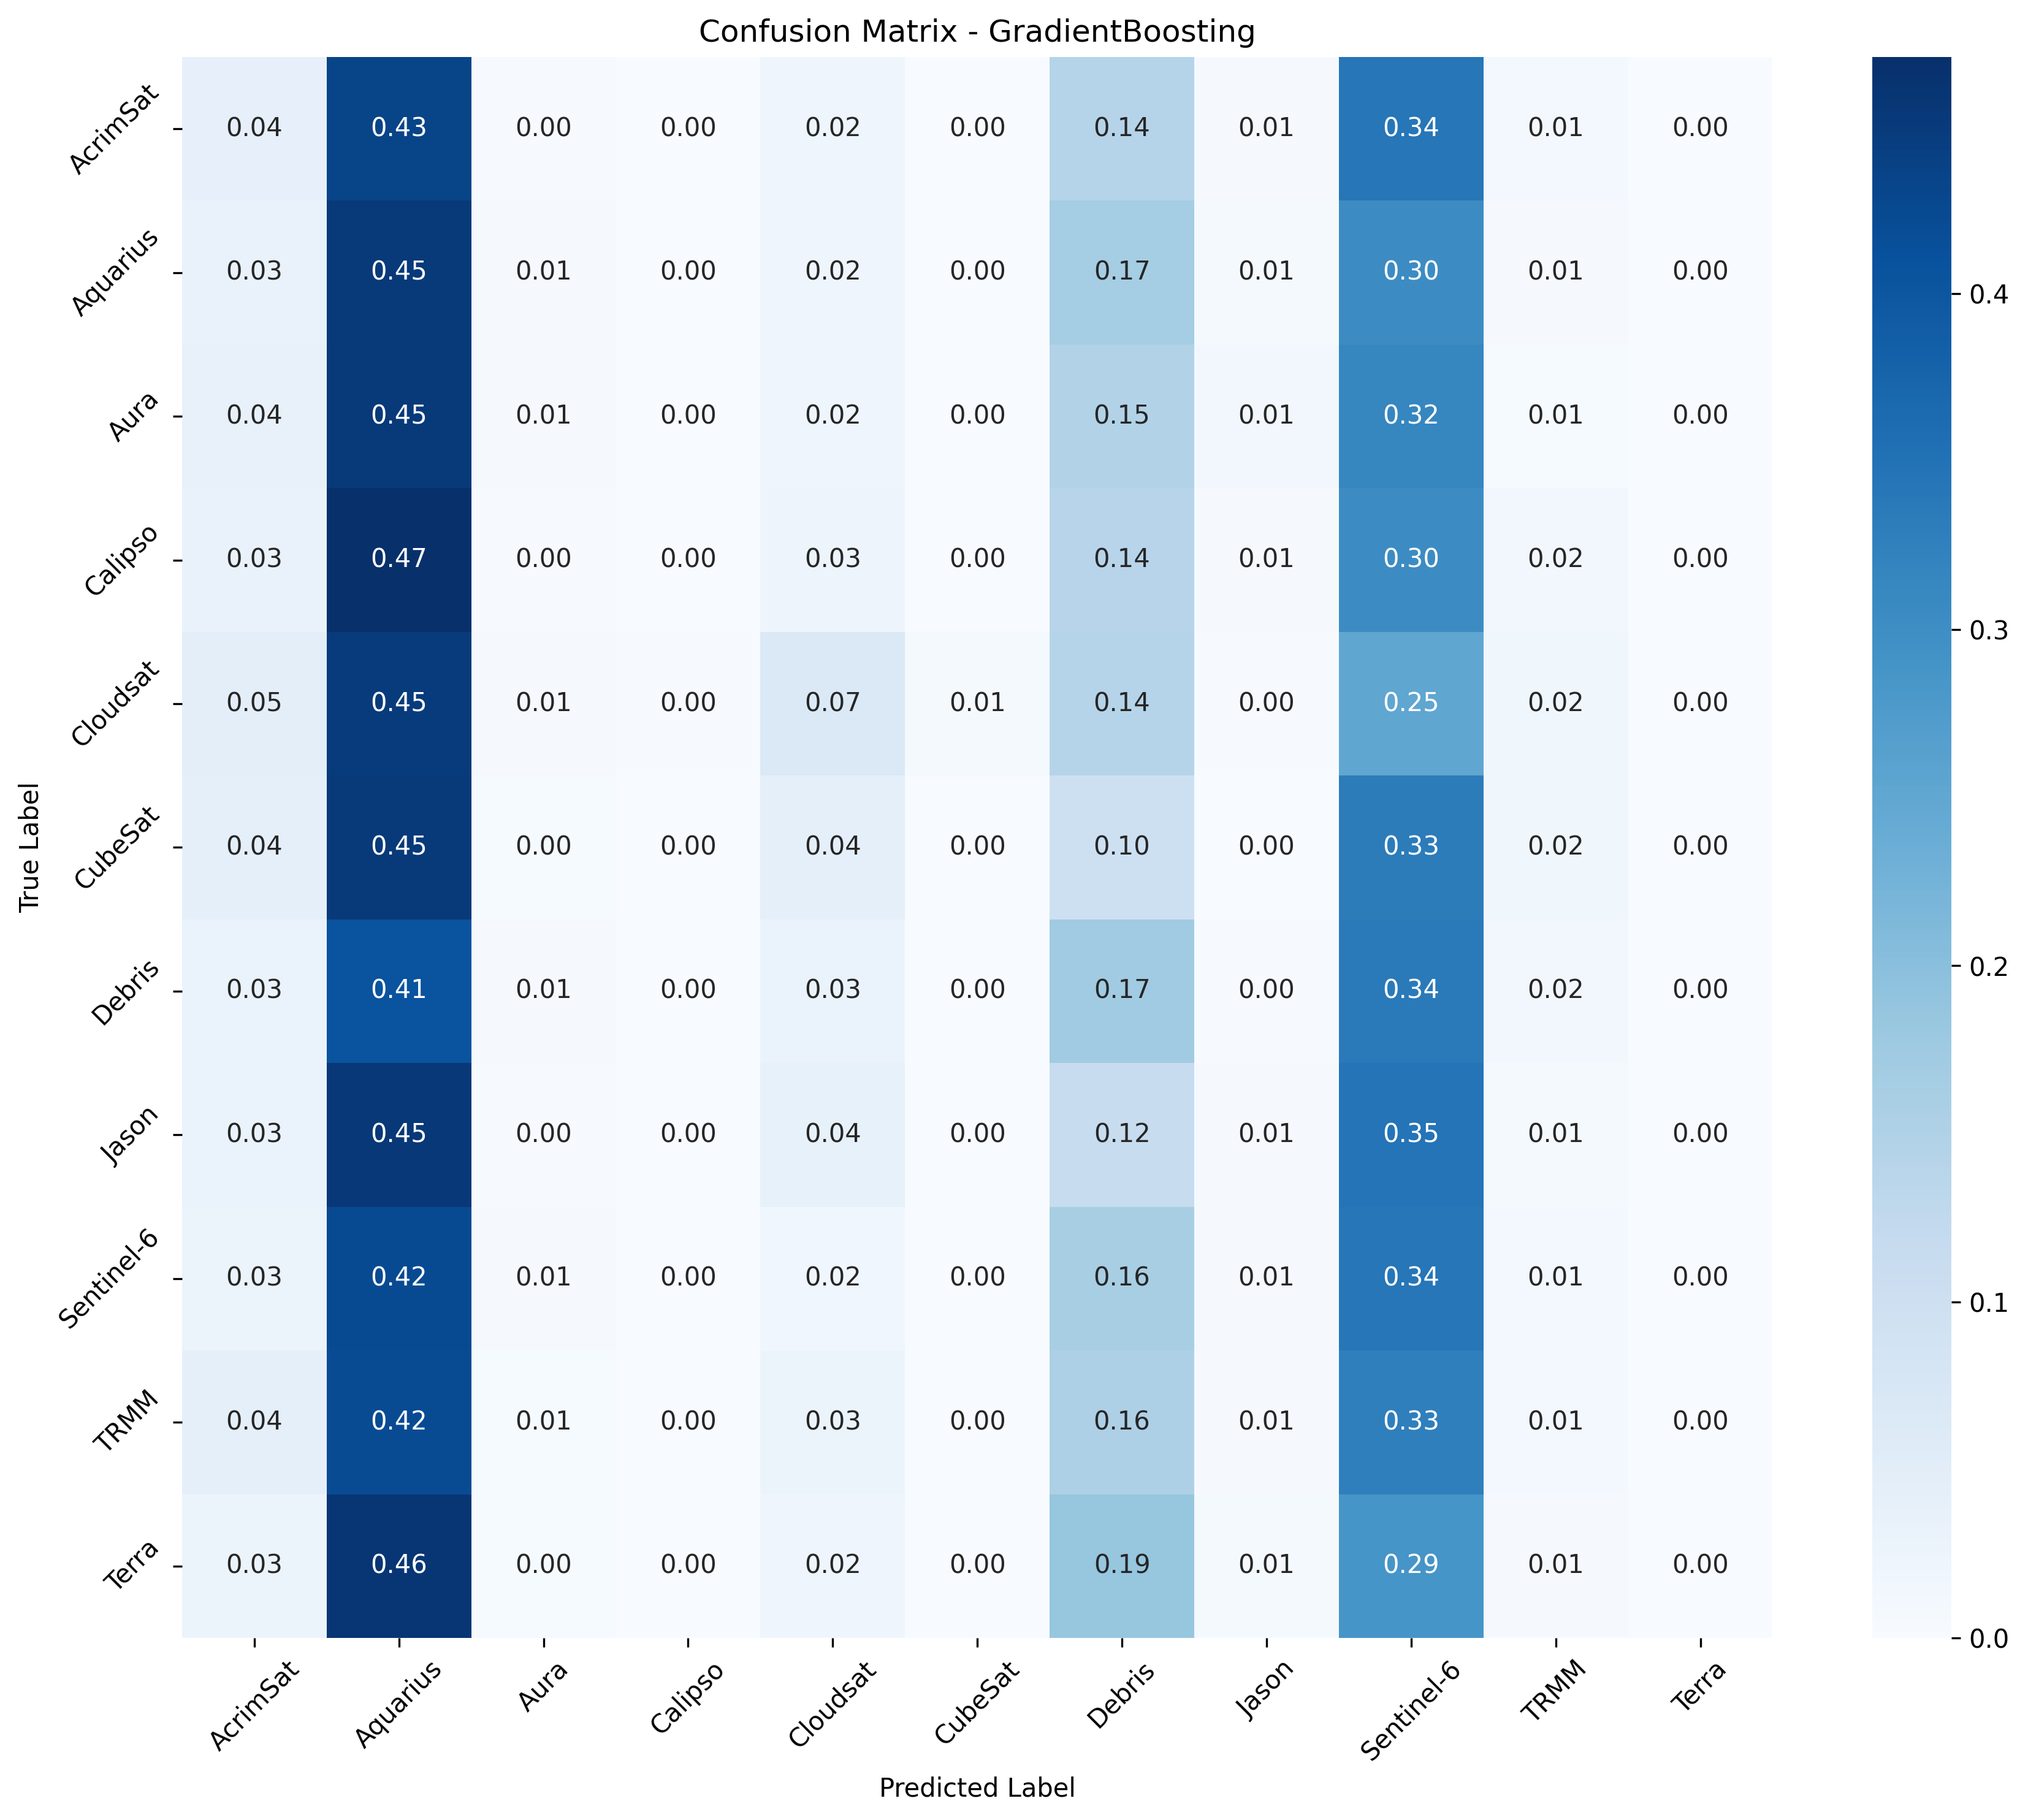 Confusion Matrix - GradientBoosting
AcrimSat 0.04 0.43 0.00 0.00 0.02 0.00 0.14 0.01 0.34 0.01 0.00
Aquarius 0.03 0.45 0.01 0.00 0.02 0.00 0.17 0.01 0.30 0.01 0.00
Aura 0.04 0.45 0.01 0.00 0.02 0.00 0.15 0.01 0.32 0.01 0.00
Calipso 0.03 0.47 0.00 0.00 0.03 0.00 0.14 0.01 0.30 0.02 0.00
Cloudsat 0.05 0.45 0.01 0.00 0.07 0.01 0.14 0.00 0.25 0.02 0.00
CubeSat 0.04 0.45 0.00 0.00 0.04 0.00 0.10 0.00 0.33 0.02 0.00
Debris 0.03 0.41 0.01 0.00 0.03 0.00 0.17 0.00 0.34 0.02 0.00
Jason 0.03 0.45 0.00 0.00 0.04 0.00 0.12 0.01 0.35 0.01 0.00
Sentinel-6 0.03 0.42 0.01 0.00 0.02 0.00 0.16 0.01 0.34 0.01 0.00
TRMM 0.04 0.42 0.01 0.00 0.03 0.00 0.16 0.01 0.33 0.01 0.00
Terra 0.03 0.46 0.00 0.00 0.02 0.00 0.19 0.01 0.29 0.01 0.00
AcrimSat Aquarius Aura Calipso Cloudsat CubeSat Debris Jason Sentinel-6 TRMM Terra
Predicted Label
True Label
0.4
0.3
0.2
0.1
0.0